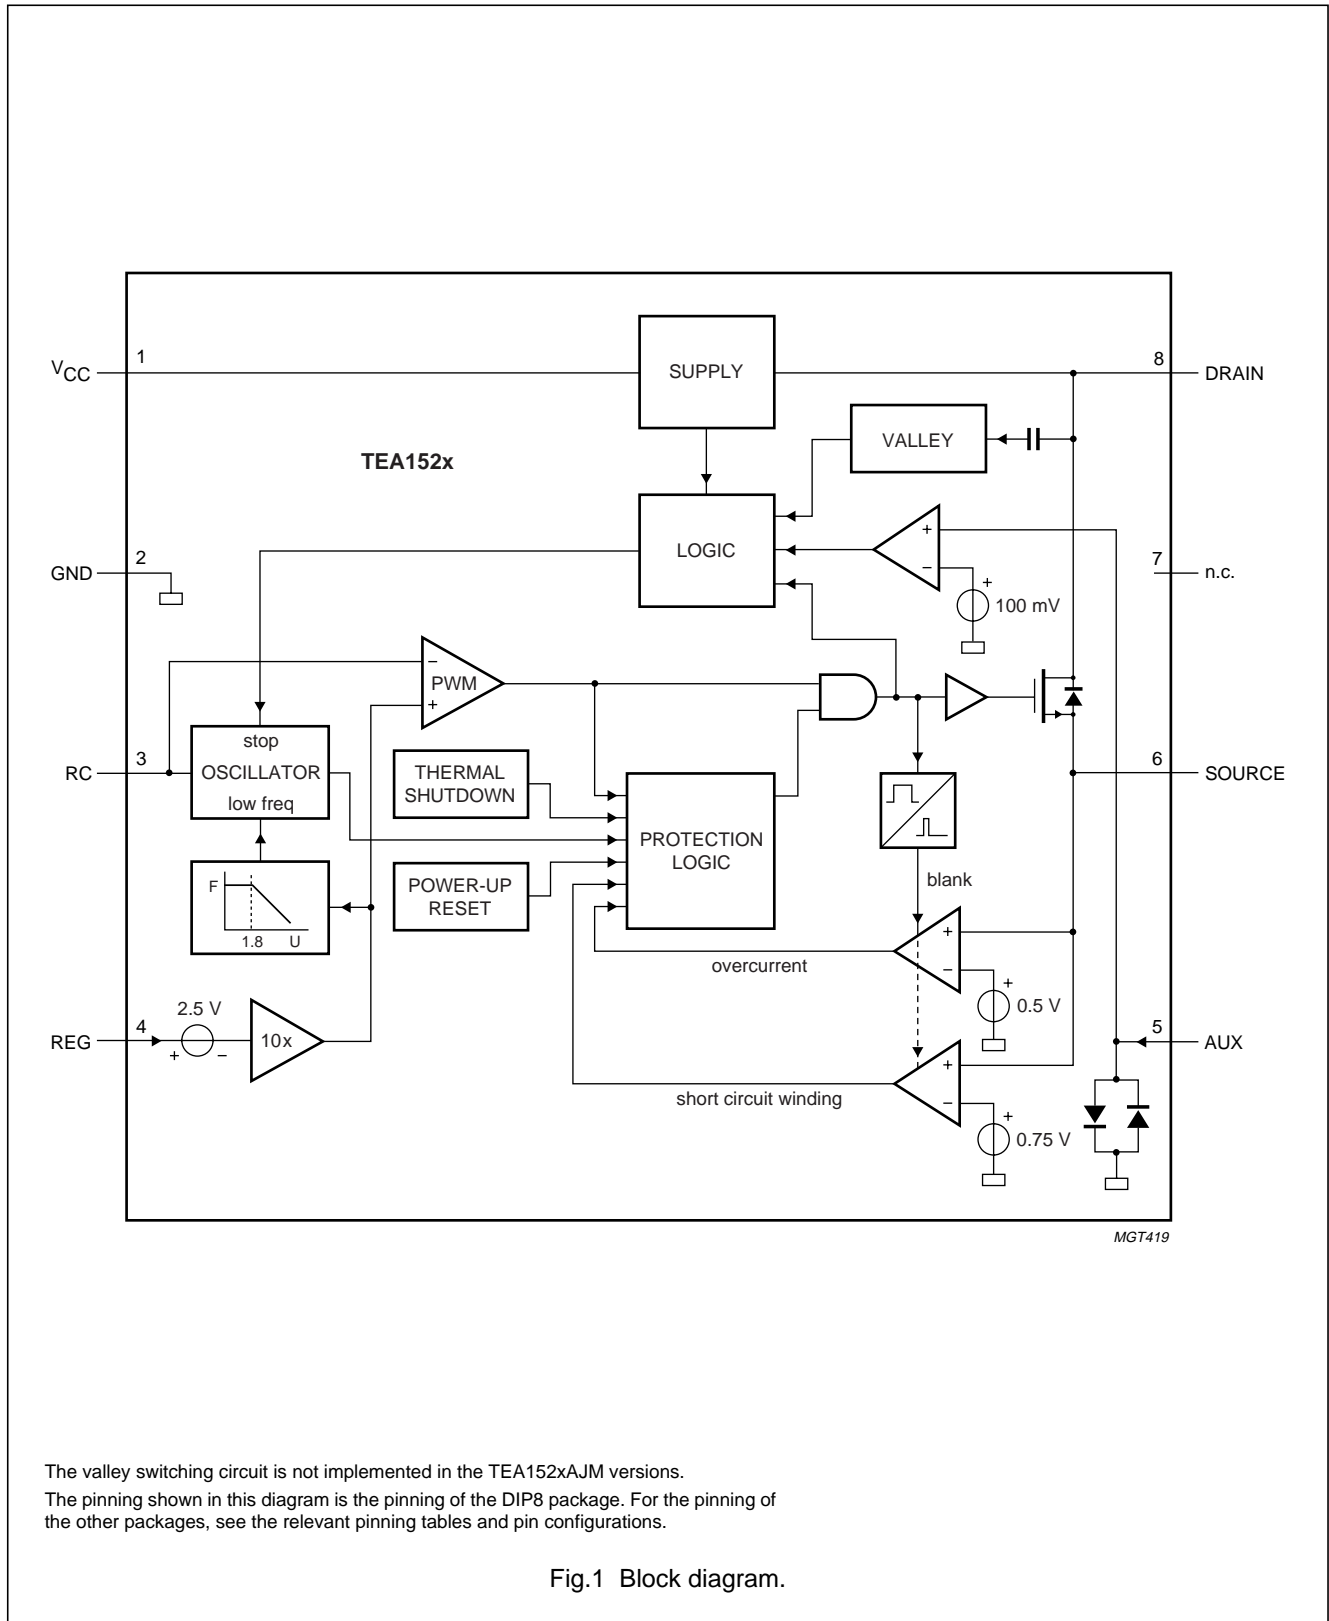 SUPPLY
VALLEY
LOGIC
100 mV
+
−
+
stop
OSCILLATOR
low freq
F
1.8 U
THERMAL
SHUTDOWN
POWER-UP
RESET
PROTECTION
LOGIC
blank
TEA152x
VCC
1
GND
2
RC
3
REG
4
2.5 V
+ −
10x
−
PWM
+
overcurrent
short circuit winding
+
−
+
0.5 V
+
−
+
0.75 V
8
DRAIN
7
n.c.
6
SOURCE
5
AUX
MGT419
The valley switching circuit is not implemented in the TEA152xAJM versions.
The pinning shown in this diagram is the pinning of the DIP8 package. For the pinning of
the other packages, see the relevant pinning tables and pin configurations.
Fig.1 Block diagram.